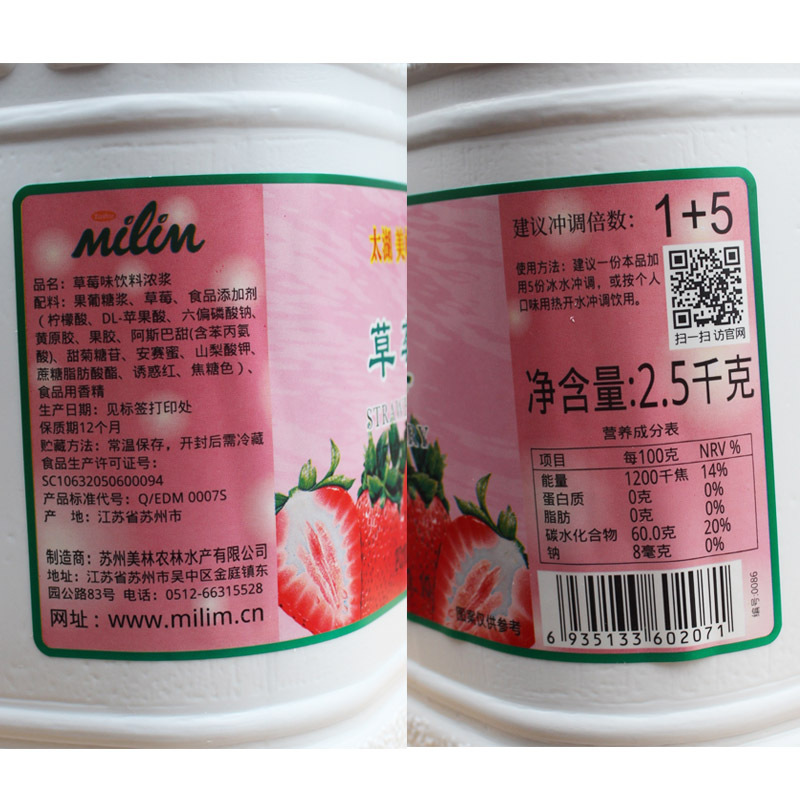 milin
品名：草莓味饮料浓浆
配料：果葡糖浆、草莓、食品添加剂
(柠檬酸、DL-苹果酸、六偏磷酸钠、
黄原胶、果胶、阿斯巴甜(含苯丙氨
酸)、甜菊糖苷、安赛蜜、山梨酸钾、
蔗糖脂肪酸酯、诱惑红、焦糖色)、
食品用香精
生产日期：见标签打印处
保质期12个月
贮藏方法：常温保存，开封后需冷藏
食品生产许可证号：
SC10632050600094
产品标准代号：Q/EDM 0007S
产 地：江苏省苏州市
制造商：苏州美林农林水产有限公司
地址：江苏省苏州市吴中区金庭镇东
园公路83号 电话：0512-66315528
网址：www.milim.cn
太湖 美
草
STRAW
建议冲调倍数：1+5
使用方法：建议一份本品加
用5份冰水冲调，或按个人
口味用热开水冲调饮用。
扫一扫 访官网
净含量:2.5千克
营养成分表
项目 每100克 NRV %
能量 1200千焦 14%
蛋白质 0克 0%
脂肪 0克 0%
碳水化合物 60.0克 20%
钠 8毫克 0%
图案仅供参考
6 935133 602071
编号:0086